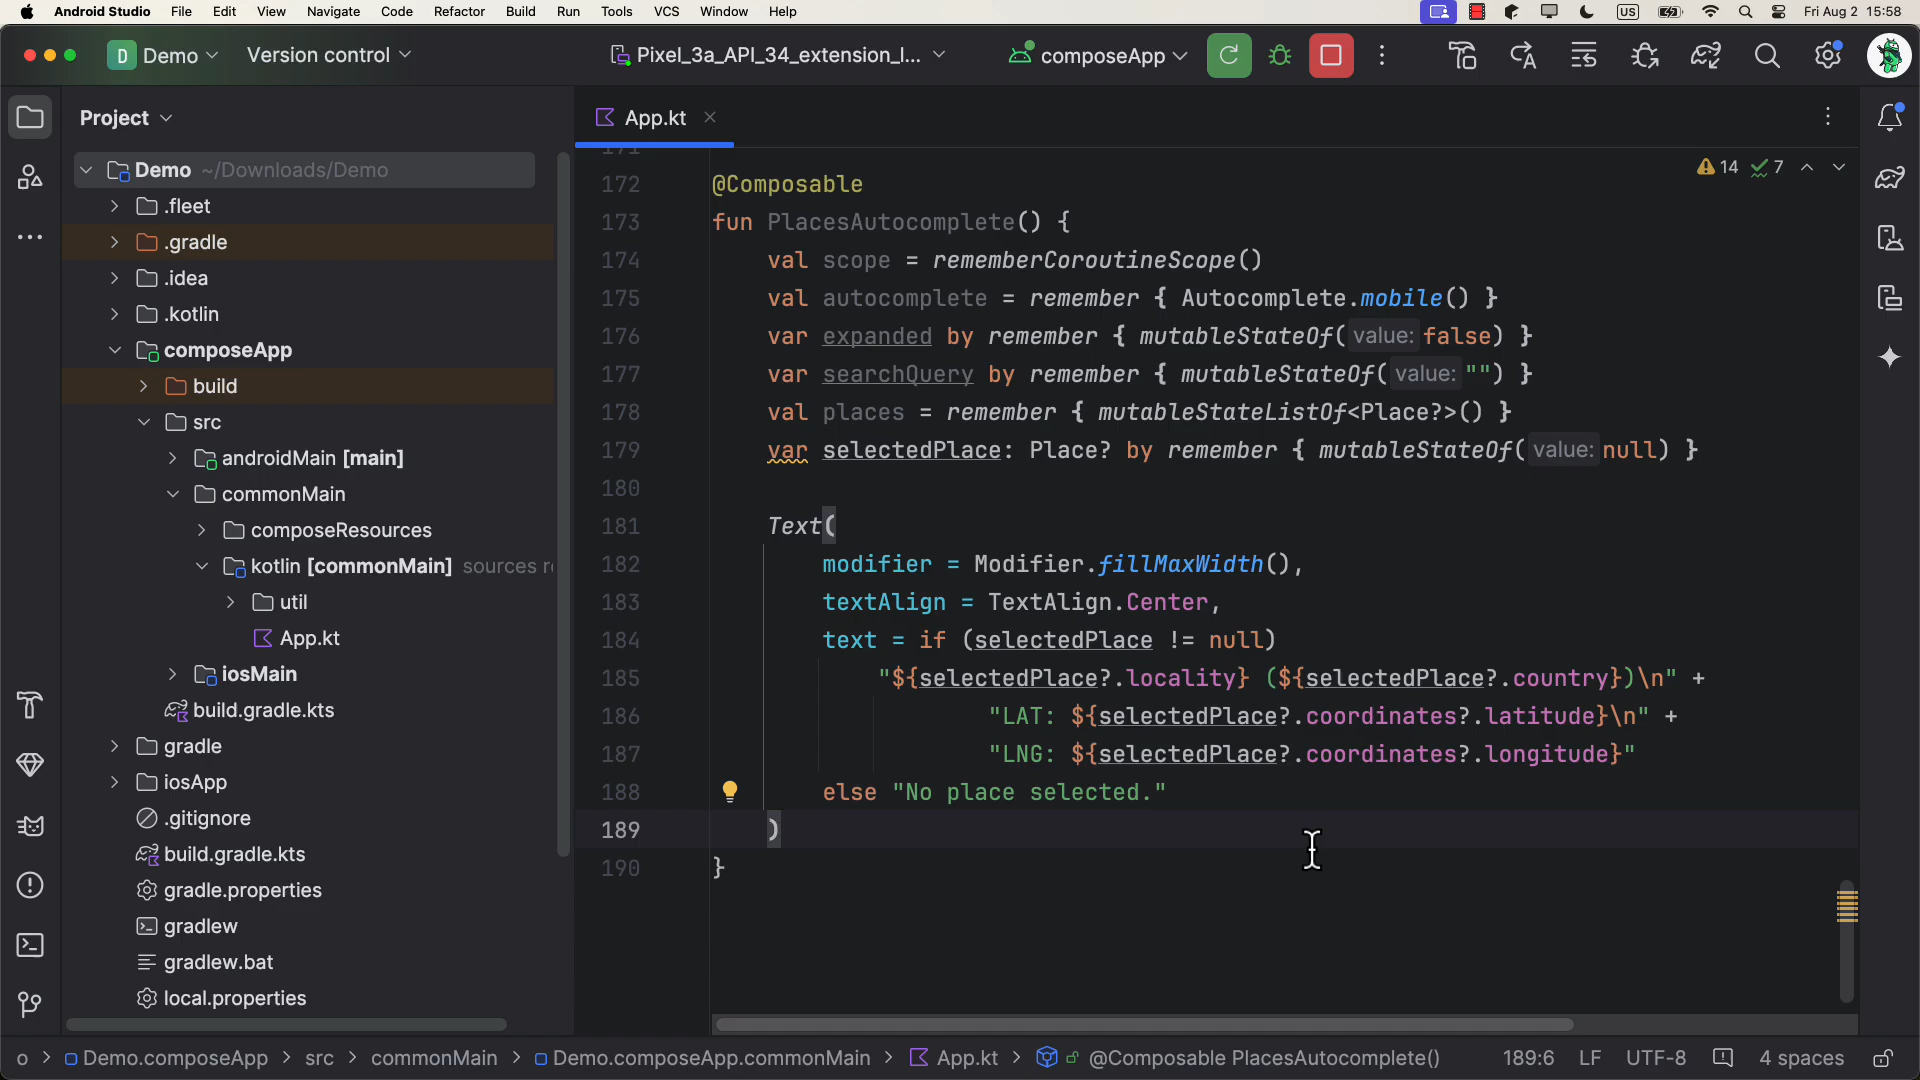 Android Studio File Edit View Navigate Code Refactor Build Run Tools VCS Window Help US Fri Aug 2 15:58
D Demo Version control Pixel_3a_API_34_extension_l... composeApp
Project
App.kt
Demo ~/Downloads/Demo
.fleet
.gradle
.idea
.kotlin
composeApp
build
src
androidMain [main]
commonMain
composeResources
kotlin [commonMain] sources
util
App.kt
iosMain
build.gradle.kts
gradle
iosApp
.gitignore
build.gradle.kts
gradle.properties
gradlew
gradlew.bat
local.properties
14 7
171
172 @Composable
173 fun PlacesAutocomplete() {
174 val scope = rememberCoroutineScope()
175 val autocomplete = remember { Autocomplete.mobile() }
176 var expanded by remember { mutableStateOf( value: false) }
177 var searchQuery by remember { mutableStateOf( value: "") }
178 val places = remember { mutableStateListOf<Place?>() }
179 var selectedPlace: Place? by remember { mutableStateOf( value: null) }
180
181 Text(
182 modifier = Modifier.fillMaxWidth(),
183 textAlign = TextAlign.Center,
184 text = if (selectedPlace != null)
185 "${selectedPlace?.locality} (${selectedPlace?.country})\n" +
186 "LAT: ${selectedPlace?.coordinates?.latitude}\n" +
187 "LNG: ${selectedPlace?.coordinates?.longitude}"
188 else "No place selected."
189 )
190 }
o > Demo.composeApp > src > commonMain > Demo.composeApp.commonMain > App.kt > @Composable PlacesAutocomplete() 189:6 LF UTF-8 4 spaces